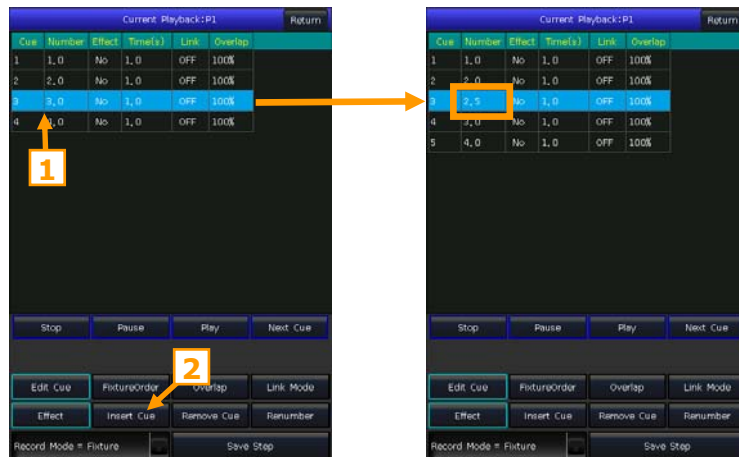 Current Playback:P1 Return
Cue Number Effect Time(s) Link Overlap
1 1.0 No 1.0 OFF 100%
2 2.0 No 1.0 OFF 100%
3 3.0 No 1.0 OFF 100%
4 4.0 No 1.0 OFF 100%
1
Stop Pause Play Next Cue
2
Edit Cue FixtureOrder Overlap Link Mode
Effect Insert Cue Remove Cue Renumber
Record Mode = Fixture Save Step
Current Playback:P1 Return
Cue Number Effect Time(s) Link Overlap
1 1.0 No 1.0 OFF 100%
2 2.0 No 1.0 OFF 100%
3 2.5 No 1.0 OFF 100%
4 3.0 No 1.0 OFF 100%
5 4.0 No 1.0 OFF 100%
Stop Pause Play Next Cue
Edit Cue FixtureOrder Overlap Link Mode
Effect Insert Cue Remove Cue Renumber
Record Mode = Fixture Save Step